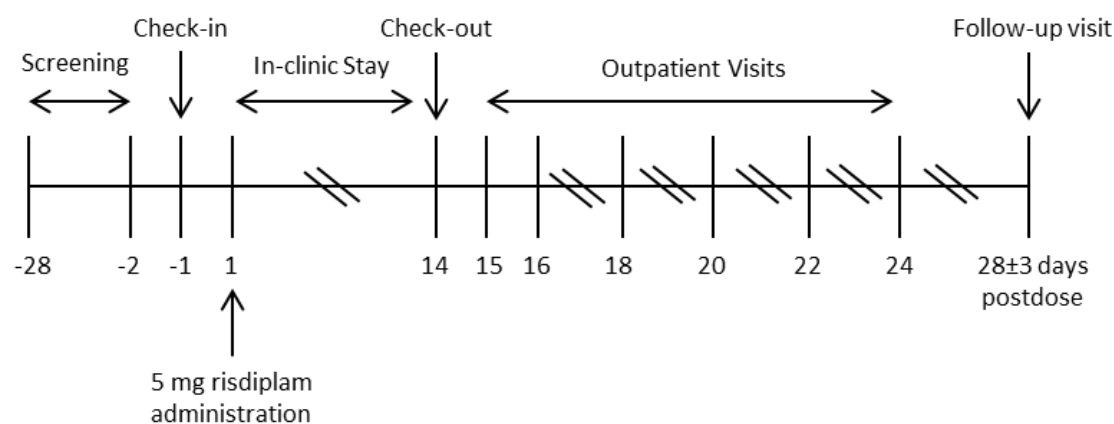 Check-in
Check-out
Follow-up visit
Screening
In-clinic Stay
Outpatient Visits
-28 -2 -1 1 14 15 16 18 20 22 24 28±3 days
postdose
5 mg risdiplam
administration